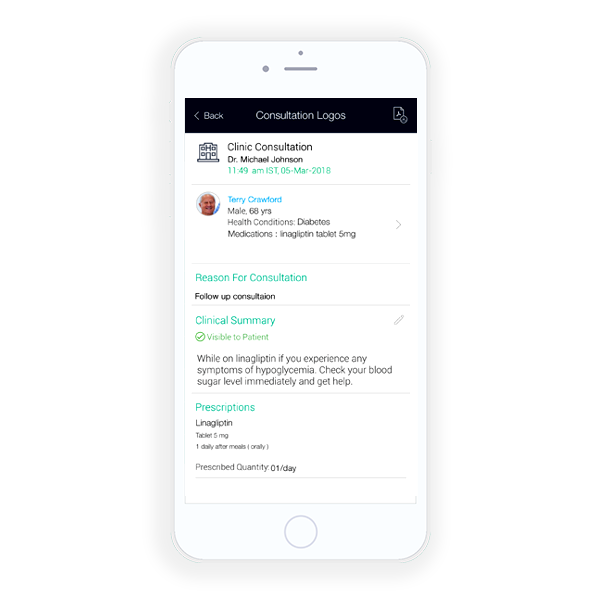 Back
Consultation Logos
Clinic Consultation
Dr. Michael Johnson
11:49 am IST, 05-Mar-2018
Terry Crawford
Male, 68 yrs
Health Conditions: Diabetes
Medications : linagliptin tablet 5mg
Reason For Consultation
Follow up consultaion
Clinical Summary
Visible to Patient
While on linagliptin if you experience any
symptoms of hypoglycemia. Check your blood
sugar level immediately and get help.
Prescriptions
Linagliptin
Tablet 5 mg
1 daily after meals ( orally )
Prescribed Quantity: 01/day